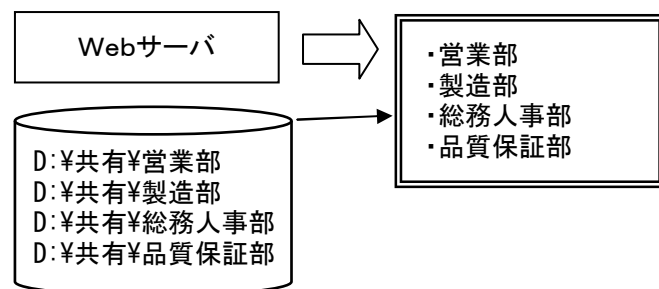 Webサーバ
・営業部
・製造部
・総務人事部
・品質保証部
D:¥共有¥営業部
D:¥共有¥製造部
D:¥共有¥総務人事部
D:¥共有¥品質保証部